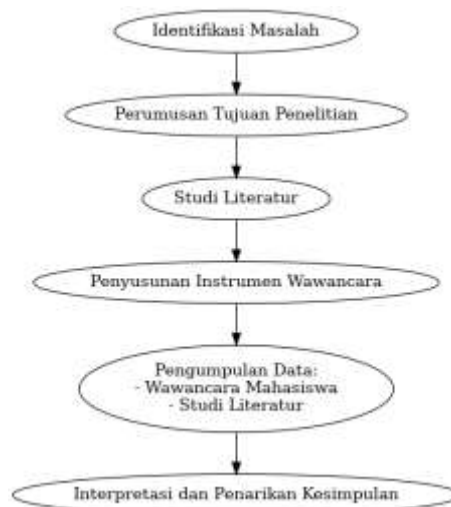 Identifikasi Masalah
Perumusan Tujuan Penelitian
Studi Literatur
Penyusunan Instrumen Wawancara
Pengumpulan Data:
- Wawancara Mahasiswa
- Studi Literatur
Interpretasi dan Penarikan Kesimpulan